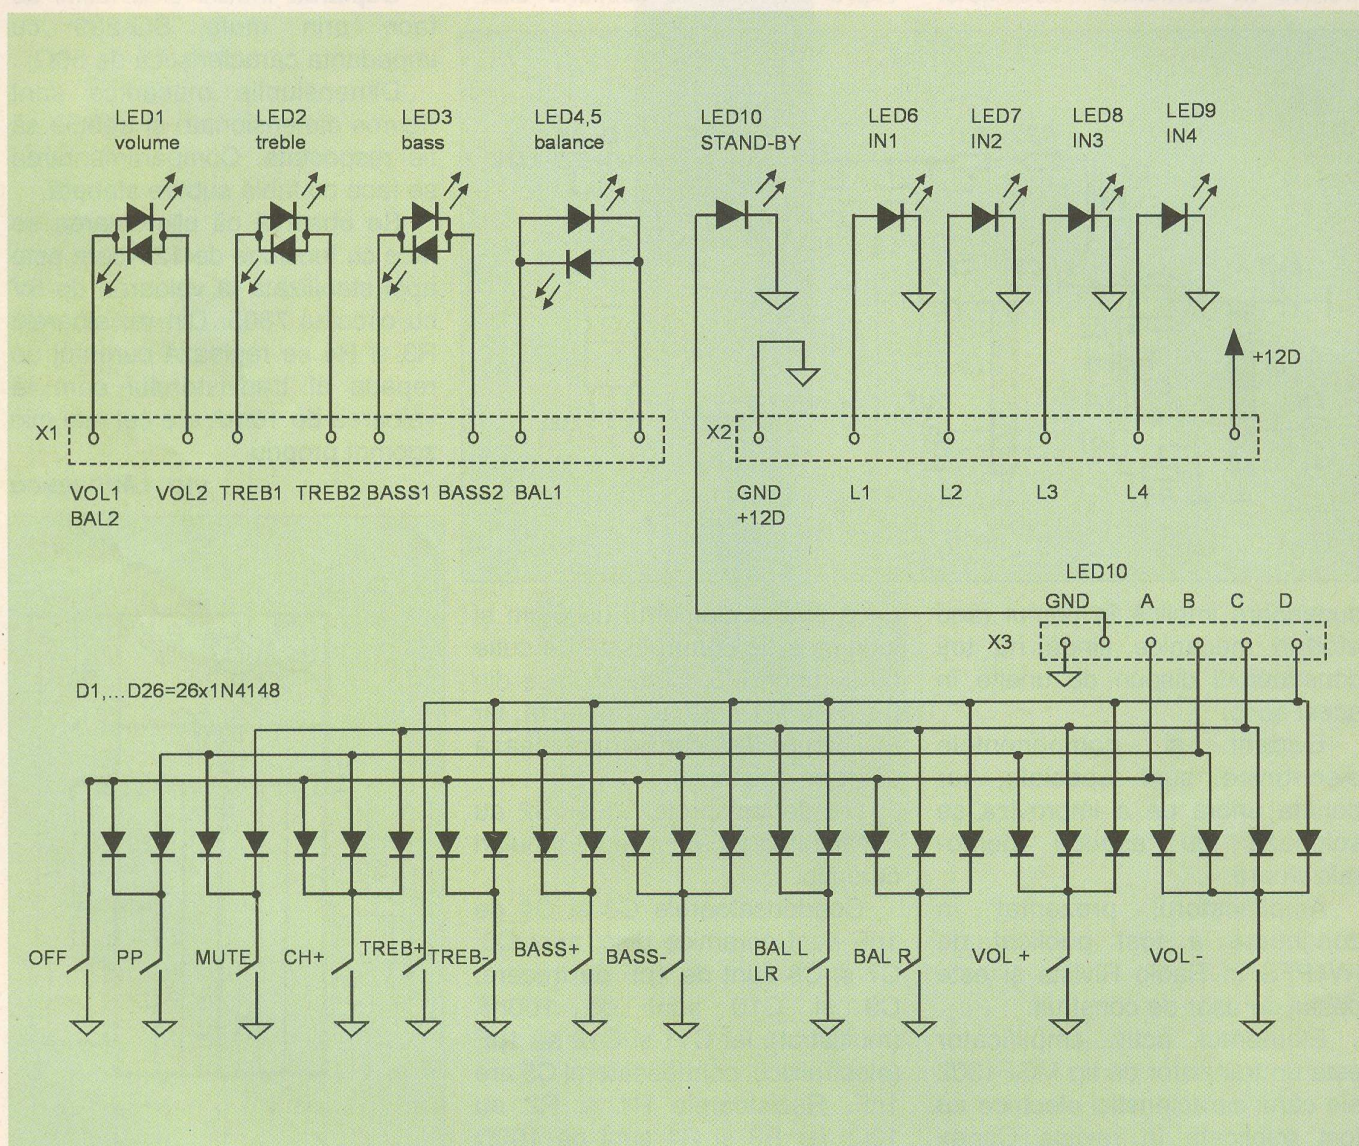 LED1
volume
LED2
treble
LED3
bass
LED4,5
balance
LED10
STAND-BY
LED6
IN1
LED7
IN2
LED8
IN3
LED9
IN4
+12D
X1
X2
VOL1 VOL2 TREB1 TREB2 BASS1 BASS2 BAL1
BAL2
GND L1 L2 L3 L4
+12D
LED10
GND A B C D
X3
D1,...D26=26x1N4148
OFF PP MUTE CH+ TREB+ TREB- BASS+ BASS- BAL L BAL R VOL + VOL -
LR